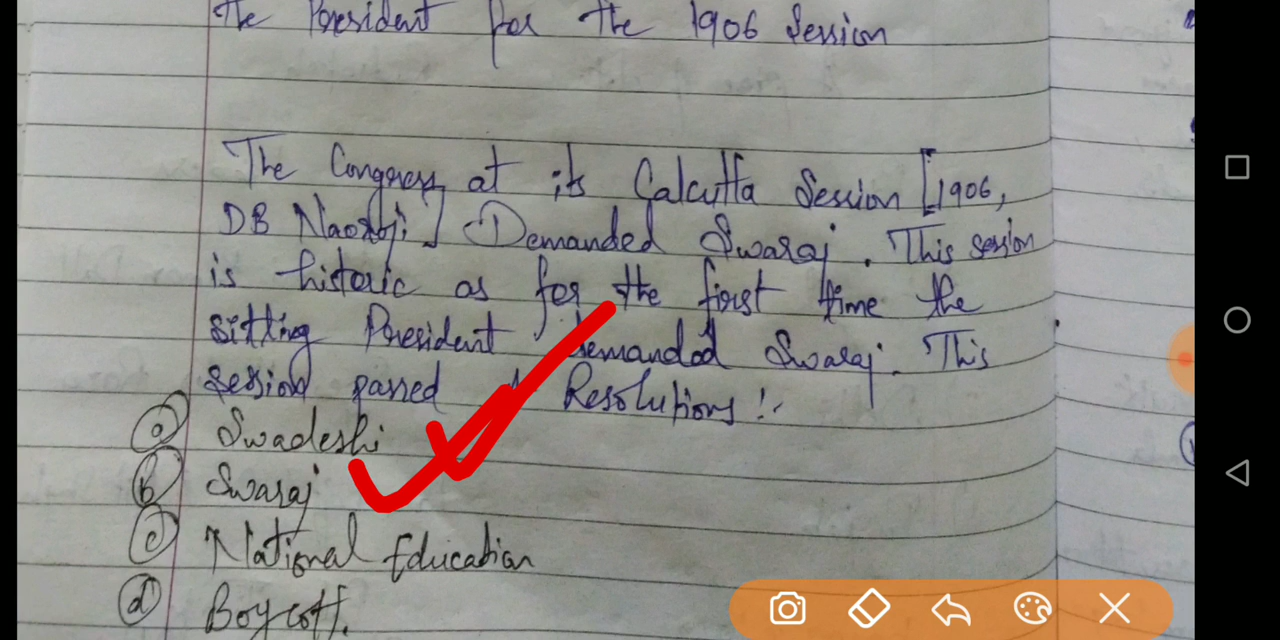 The President for the 1906 Session
The Congress at its Calcutta Session [1906,
DB Naoroji] Demanded Swaraj. This session
is historic as for the first time the
sitting President demanded Swaraj. This
session passed Resolutions :-
(a) Swadeshi
(b) Swaraj
(c) National Education
(d) Boycott.